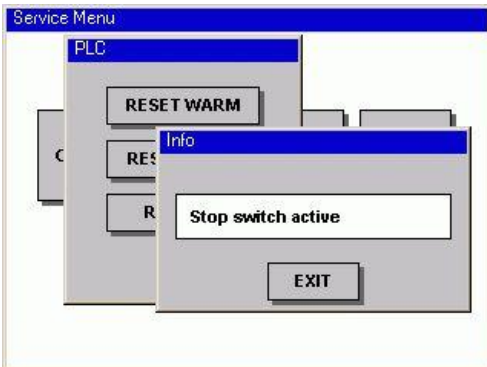 Service Menu
PLC
RESET WARM
Info
Stop switch active
EXIT